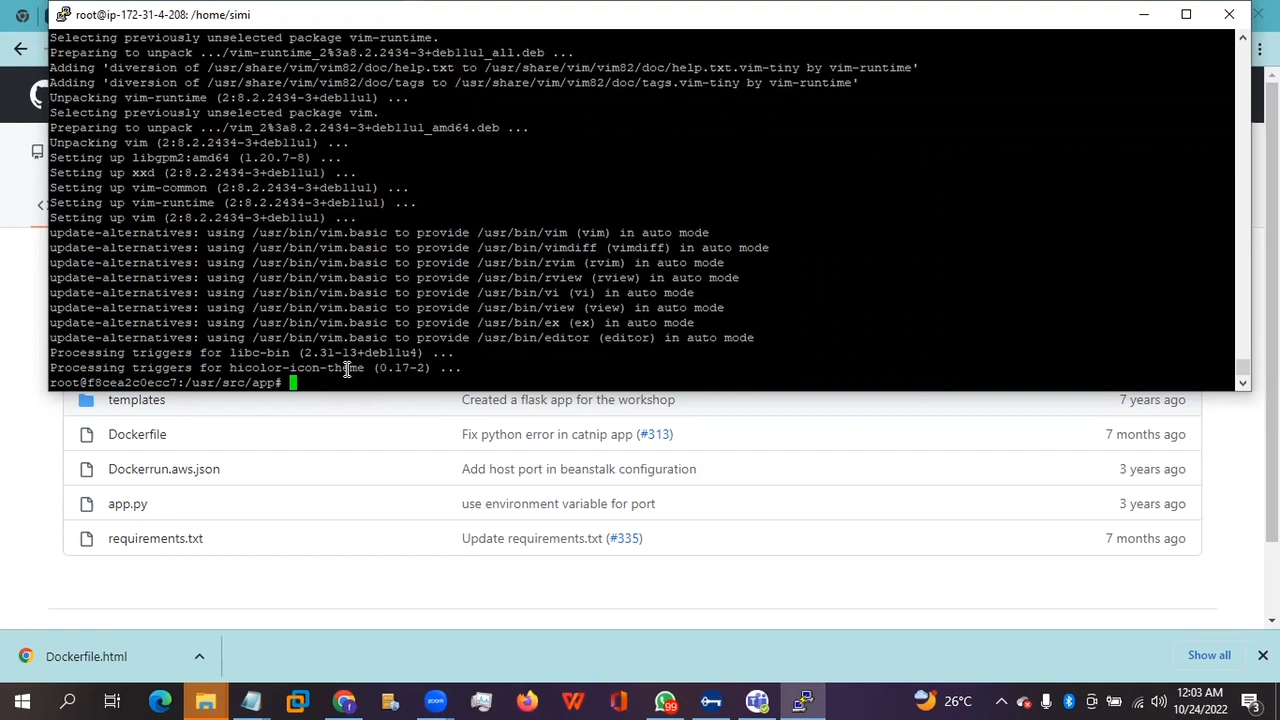 root@ip-172-31-4-208: /home/simi
Selecting previously unselected package vim-runtime.
Preparing to unpack .../vim-runtime_2%3a8.2.2434-3+deb11u1_all.deb ...
Adding 'diversion of /usr/share/vim/vim82/doc/help.txt to /usr/share/vim/vim82/doc/help.txt.vim-tiny by vim-runtime'
Adding 'diversion of /usr/share/vim/vim82/doc/tags to /usr/share/vim/vim82/doc/tags.vim-tiny by vim-runtime'
Unpacking vim-runtime (2:8.2.2434-3+deb11u1) ...
Selecting previously unselected package vim.
Preparing to unpack .../vim_2%3a8.2.2434-3+deb11u1_amd64.deb ...
Unpacking vim (2:8.2.2434-3+deb11u1) ...
Setting up libgpm2:amd64 (1.20.7-8) ...
Setting up xxd (2:8.2.2434-3+deb11u1) ...
Setting up vim-common (2:8.2.2434-3+deb11u1) ...
Setting up vim-runtime (2:8.2.2434-3+deb11u1) ...
Setting up vim (2:8.2.2434-3+deb11u1) ...
update-alternatives: using /usr/bin/vim.basic to provide /usr/bin/vim (vim) in auto mode
update-alternatives: using /usr/bin/vim.basic to provide /usr/bin/vimdiff (vimdiff) in auto mode
update-alternatives: using /usr/bin/vim.basic to provide /usr/bin/rvim (rvim) in auto mode
update-alternatives: using /usr/bin/vim.basic to provide /usr/bin/rview (rview) in auto mode
update-alternatives: using /usr/bin/vim.basic to provide /usr/bin/vi (vi) in auto mode
update-alternatives: using /usr/bin/vim.basic to provide /usr/bin/view (view) in auto mode
update-alternatives: using /usr/bin/vim.basic to provide /usr/bin/ex (ex) in auto mode
update-alternatives: using /usr/bin/vim.basic to provide /usr/bin/editor (editor) in auto mode
Processing triggers for libc-bin (2.31-13+deb11u4) ...
Processing triggers for hicolor-icon-theme (0.17-2) ...
root@f8cea2c0ecc7:/usr/src/app#
templates Created a flask app for the workshop 7 years ago
Dockerfile Fix python error in catnip app (#313) 7 months ago
Dockerrun.aws.json Add host port in beanstalk configuration 3 years ago
app.py use environment variable for port 3 years ago
requirements.txt Update requirements.txt (#335) 7 months ago
Dockerfile.html Show all
zoom 99 26°C 12:03 AM
10/24/2022 3